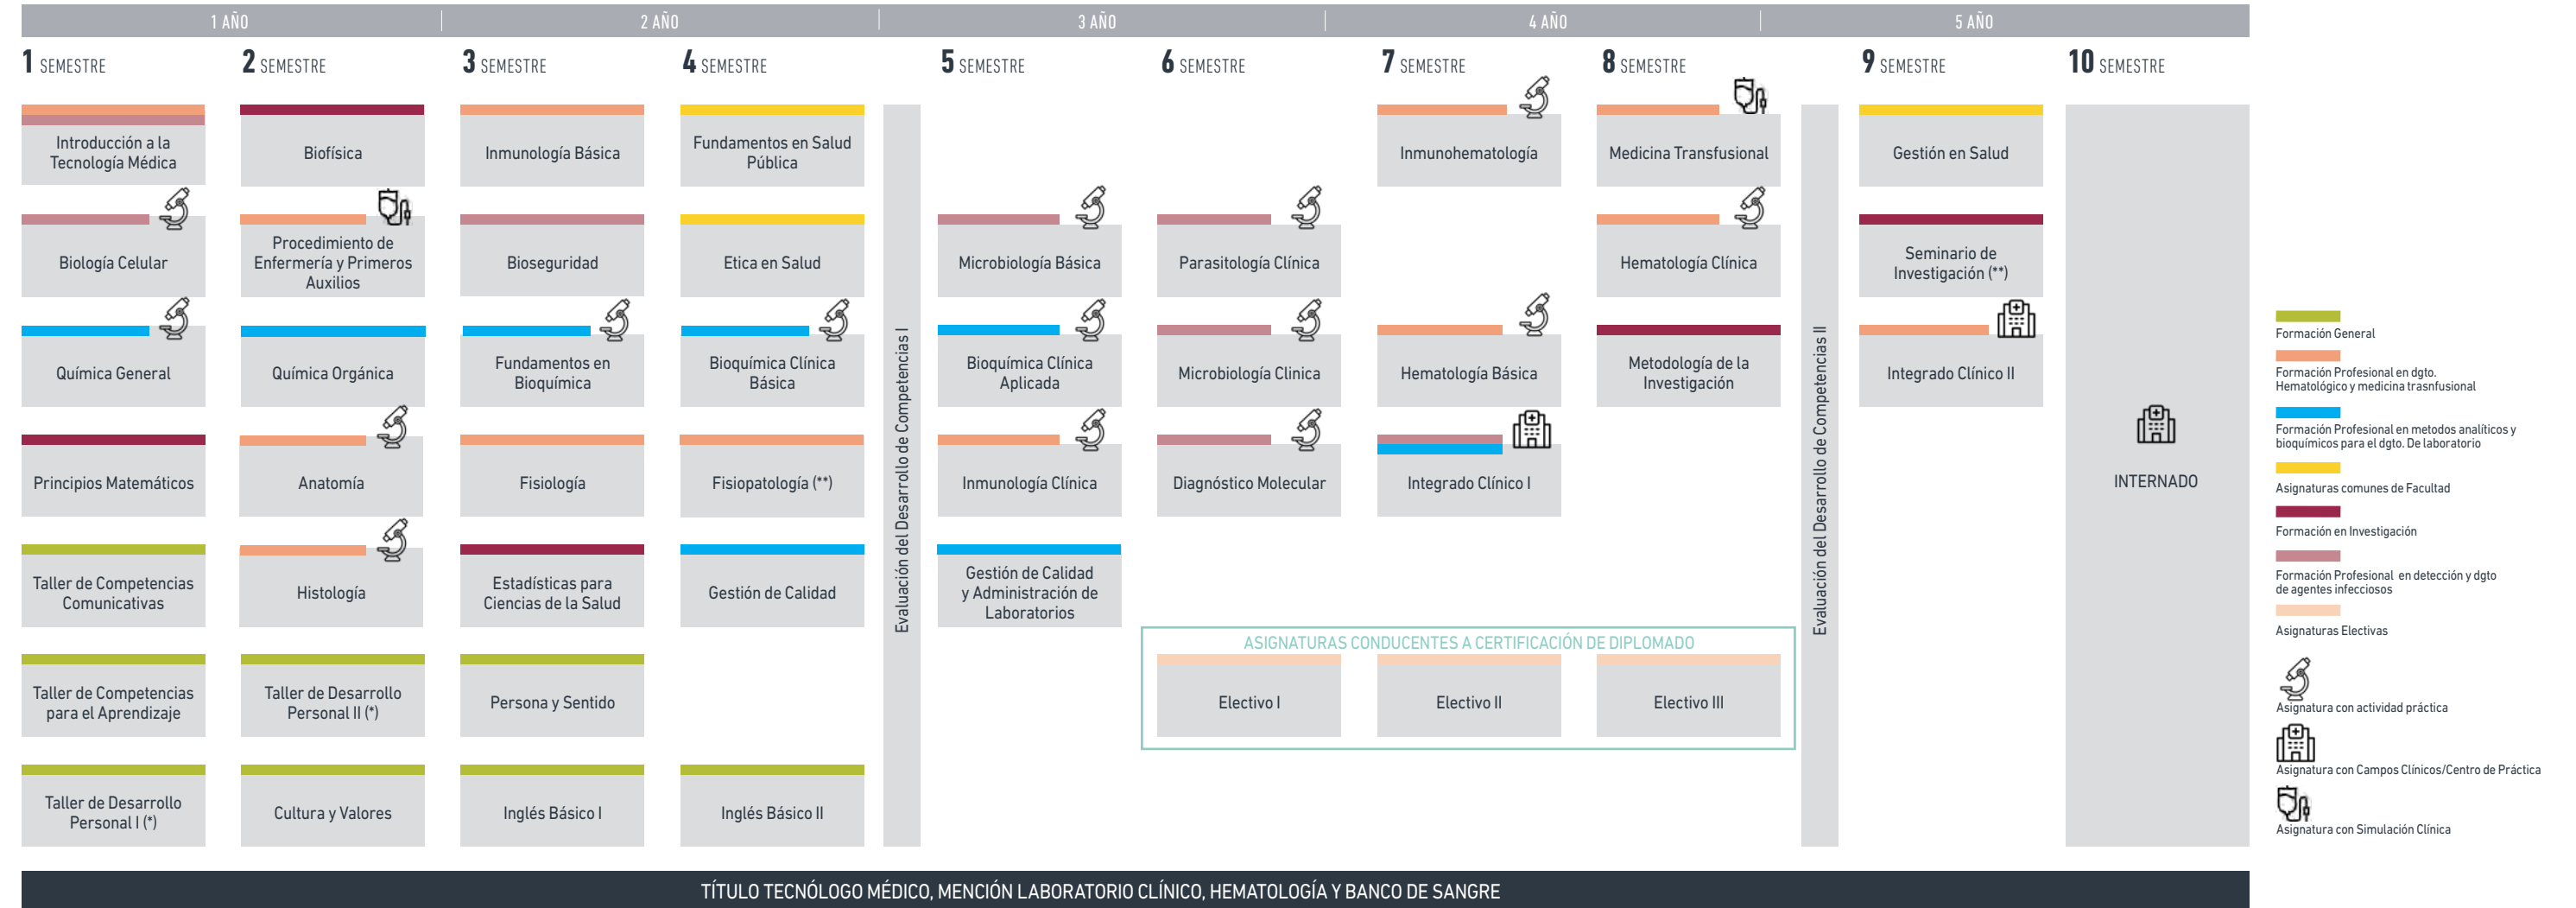 1 AÑO
2 AÑO
3 AÑO
4 AÑO
5 AÑO
1 SEMESTRE
2 SEMESTRE
3 SEMESTRE
4 SEMESTRE
5 SEMESTRE
6 SEMESTRE
7 SEMESTRE
8 SEMESTRE
9 SEMESTRE
10 SEMESTRE
Introducción a la
Tecnología Médica
Biología Celular
Química General
Principios Matemáticos
Taller de Competencias
Comunicativas
Taller de Competencias
para el Aprendizaje
Taller de Desarrollo
Personal I (*)
Biofísica
Procedimiento de
Enfermería y Primeros
Auxilios
Química Orgánica
Anatomía
Histología
Taller de Desarrollo
Personal II (*)
Cultura y Valores
Inmunología Básica
Bioseguridad
Fundamentos en
Bioquímica
Fisiología
Estadísticas para
Ciencias de la Salud
Persona y Sentido
Inglés Básico I
Fundamentos en Salud
Pública
Etica en Salud
Bioquímica Clínica
Básica
Fisiopatología (**)
Gestión de Calidad
Inglés Básico II
Evaluación del Desarrollo de Competencias I
Microbiología Básica
Bioquímica Clínica
Aplicada
Inmunología Clínica
Gestión de Calidad
y Administración de
Laboratorios
Parasitología Clínica
Microbiología Clinica
Diagnóstico Molecular
ASIGNATURAS CONDUCENTES A CERTIFICACIÓN DE DIPLOMADO
Electivo I
Electivo II
Electivo III
Inmunohematología
Hematología Básica
Integrado Clínico I
Medicina Transfusional
Hematología Clínica
Metodología de la
Investigación
Evaluación del Desarrollo de Competencias II
Gestión en Salud
Seminario de
Investigación (**)
Integrado Clínico II
INTERNADO
Formación General
Formación Profesional en dgto.
Hematológico y medicina trasnfusional
Formación Profesional en metodos analíticos y
bioquímicos para el dgto. De laboratorio
Asignaturas comunes de Facultad
Formación en Investigación
Formación Profesional en detección y dgto
de agentes infecciosos
Asignaturas Electivas
Asignatura con actividad práctica
Asignatura con Campos Clínicos/Centro de Práctica
Asignatura con Simulación Clínica
TÍTULO TECNÓLOGO MÉDICO, MENCIÓN LABORATORIO CLÍNICO, HEMATOLOGÍA Y BANCO DE SANGRE